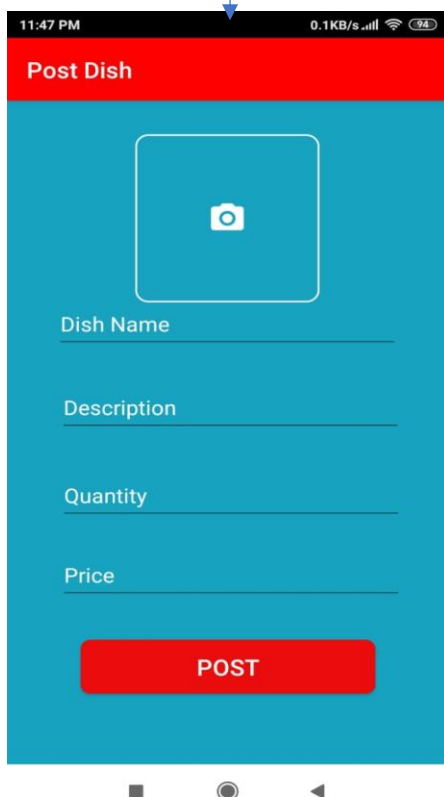 11:47 PM 0.1KB/s 94
Post Dish
Dish Name
Description
Quantity
Price
POST